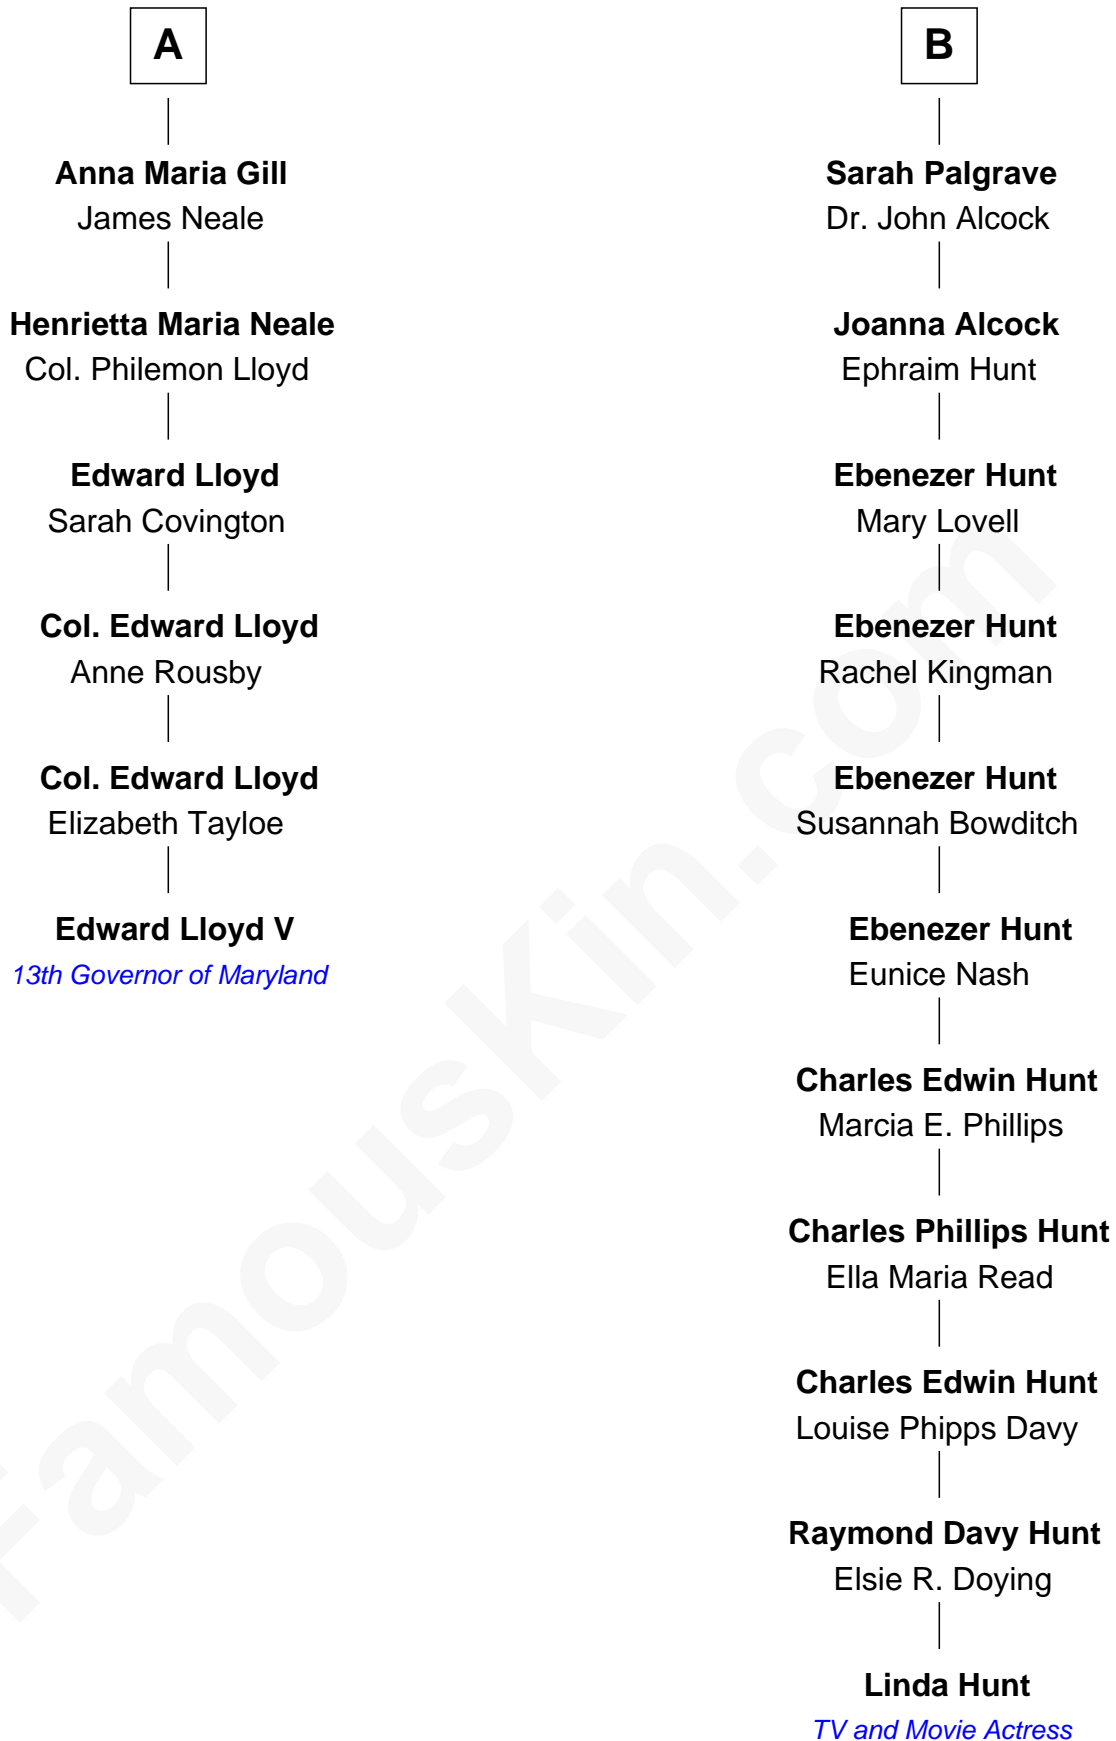 A
Anna Maria Gill
James Neale
Henrietta Maria Neale
Col. Philemon Lloyd
Edward Lloyd
Sarah Covington
Col. Edward Lloyd
Anne Rousby
Col. Edward Lloyd
Elizabeth Tayloe
Edward Lloyd V
13th Governor of Maryland
B
Sarah Palgrave
Dr. John Alcock
Joanna Alcock
Ephraim Hunt
Ebenezer Hunt
Mary Lovell
Ebenezer Hunt
Rachel Kingman
Ebenezer Hunt
Susannah Bowditch
Ebenezer Hunt
Eunice Nash
Charles Edwin Hunt
Marcia E. Phillips
Charles Phillips Hunt
Ella Maria Read
Charles Edwin Hunt
Louise Phipps Davy
Raymond Davy Hunt
Elsie R. Doying
Linda Hunt
TV and Movie Actress
FamousKin.com